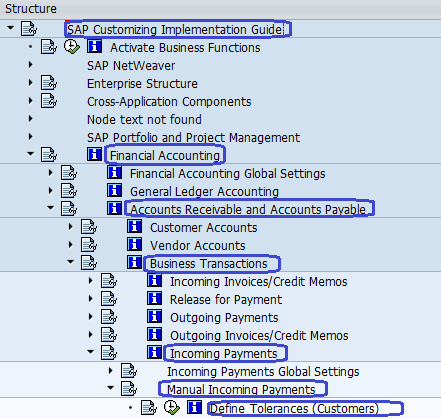 Structure
SAP Customizing Implementation Guide
Activate Business Functions
SAP NetWeaver
Enterprise Structure
Cross-Application Components
Node text not found
SAP Portfolio and Project Management
Financial Accounting
Financial Accounting Global Settings
General Ledger Accounting
Accounts Receivable and Accounts Payable
Customer Accounts
Vendor Accounts
Business Transactions
Incoming Invoices/Credit Memos
Release for Payment
Outgoing Payments
Outgoing Invoices/Credit Memos
Incoming Payments
Incoming Payments Global Settings
Manual Incoming Payments
Define Tolerances (Customers)